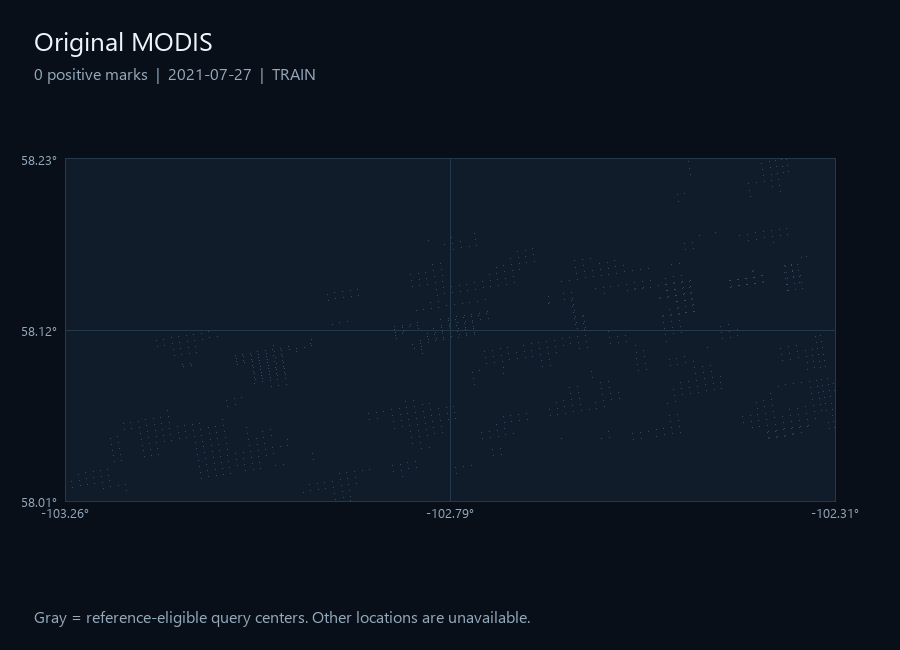 Original MODIS
0 positive marks | 2021-07-27 | TRAIN
58.23°
58.12°
58.01°
-103.26°
-102.79°
-102.31°
Gray = reference-eligible query centers. Other locations are unavailable.